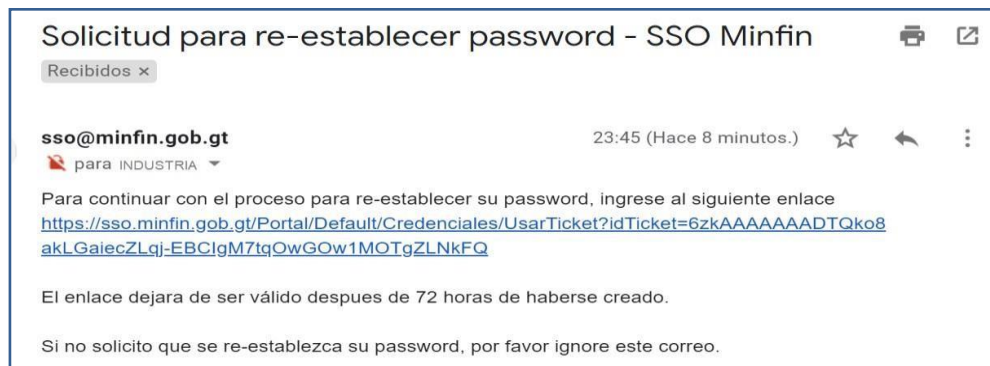 Solicitud para re-establecer password - SSO Minfin
Recibidos ×
sso@minfin.gob.gt 23:45 (Hace 8 minutos.)
para INDUSTRIA
Para continuar con el proceso para re-establecer su password, ingrese al siguiente enlace
https://sso.minfin.gob.gt/Portal/Default/Credenciales/UsarTicket?idTicket=6zkAAAAAAADTQko8
akLGaiecZLqj-EBCIgM7tqOwGOw1MOTgZLNkFQ
El enlace dejara de ser válido despues de 72 horas de haberse creado.
Si no solicito que se re-establezca su password, por favor ignore este correo.